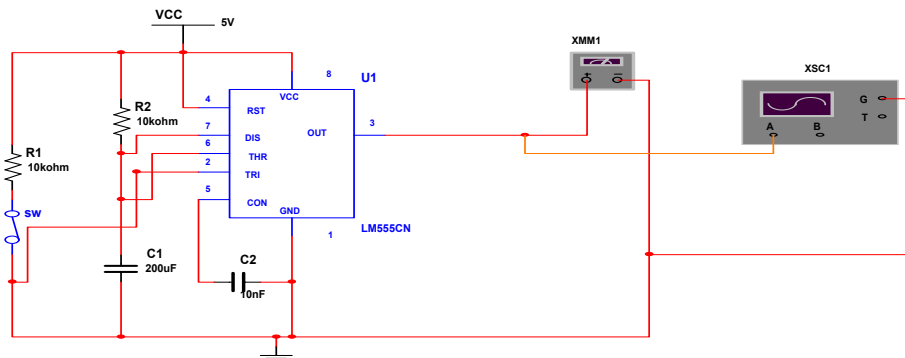 VCC
5V
XMM1
XSC1
8
U1
VCC
R2
10kohm
4
RST
G
T
3
OUT
7
DIS
A
B
6
THR
R1
10kohm
2
TRI
5
CON
sw
GND
1
LM555CN
C1
200uF
C2
10nF